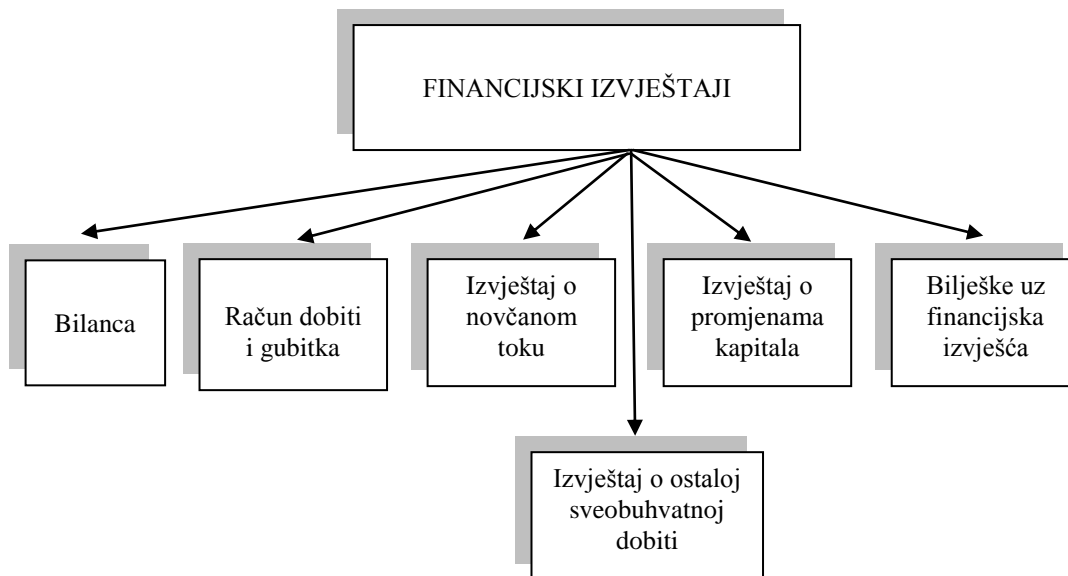 FINANCIJSKI IZVJEŠTAJI
Bilanca
Račun dobiti
i gubitka
Izvještaj o
novčanom
toku
Izvještaj o
promjenama
kapitala
Bilješke uz
financijska
izvješća
Izvještaj o ostaloj
sveobuhvatnoj
dobiti